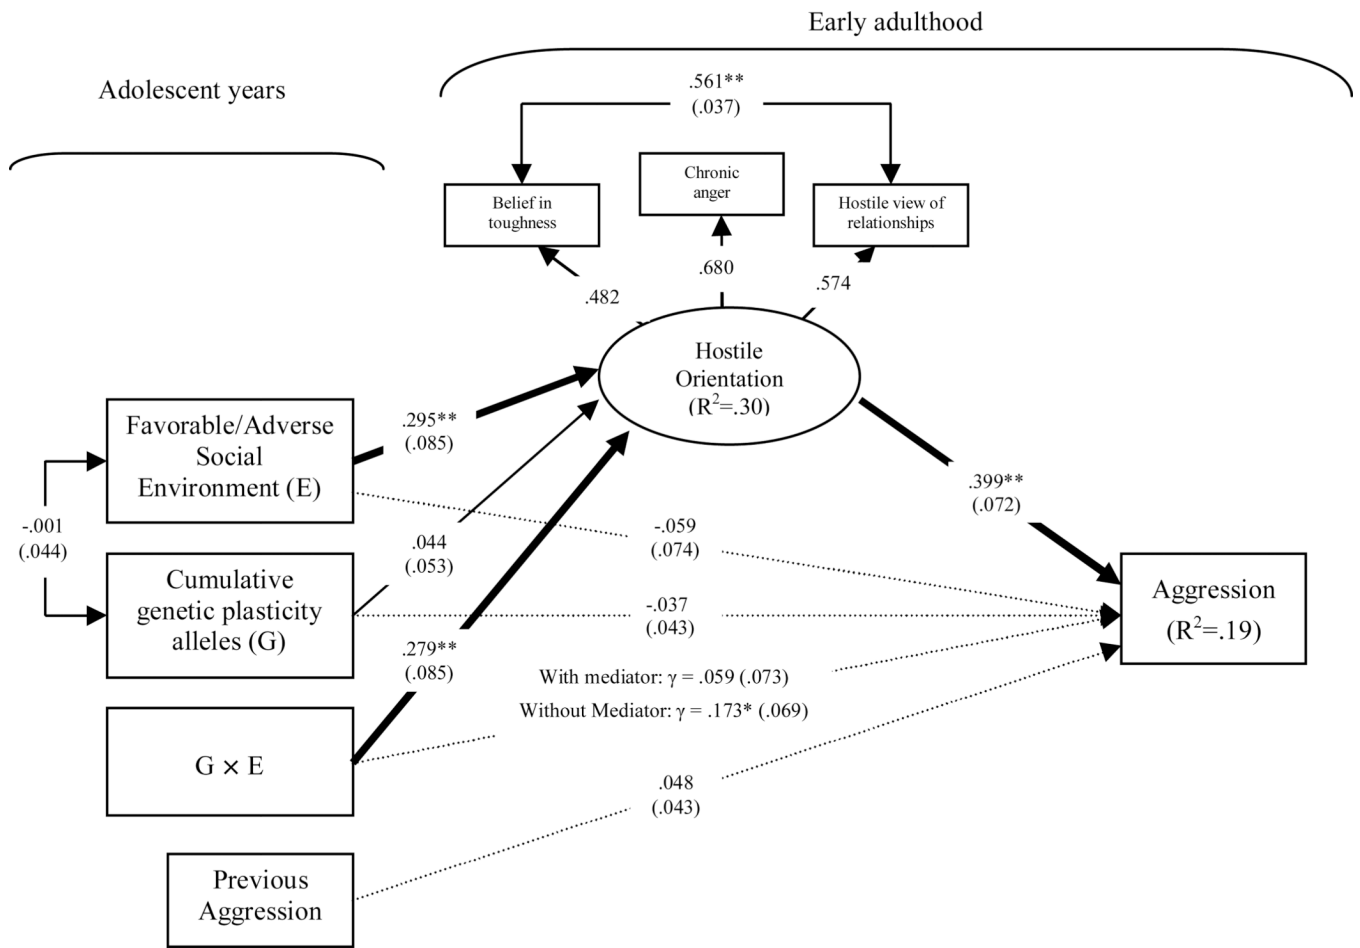 Early adulthood
Adolescent years
.561**
(.037)
Belief in
toughness
Chronic
anger
Hostile view of
relationships
.482
.680
.574
Hostile
Orientation
(R²=.30)
Favorable/Adverse
Social
Environment (E)
.295**
(.085)
.399**
(.072)
-.001
(.044)
-.059
(.074)
.044
(.053)
Cumulative
genetic plasticity
alleles (G)
-.037
(.043)
Aggression
(R²=.19)
.279**
(.085)
With mediator: γ = .059 (.073)
Without Mediator: γ = .173* (.069)
G × E
.048
(.043)
Previous
Aggression